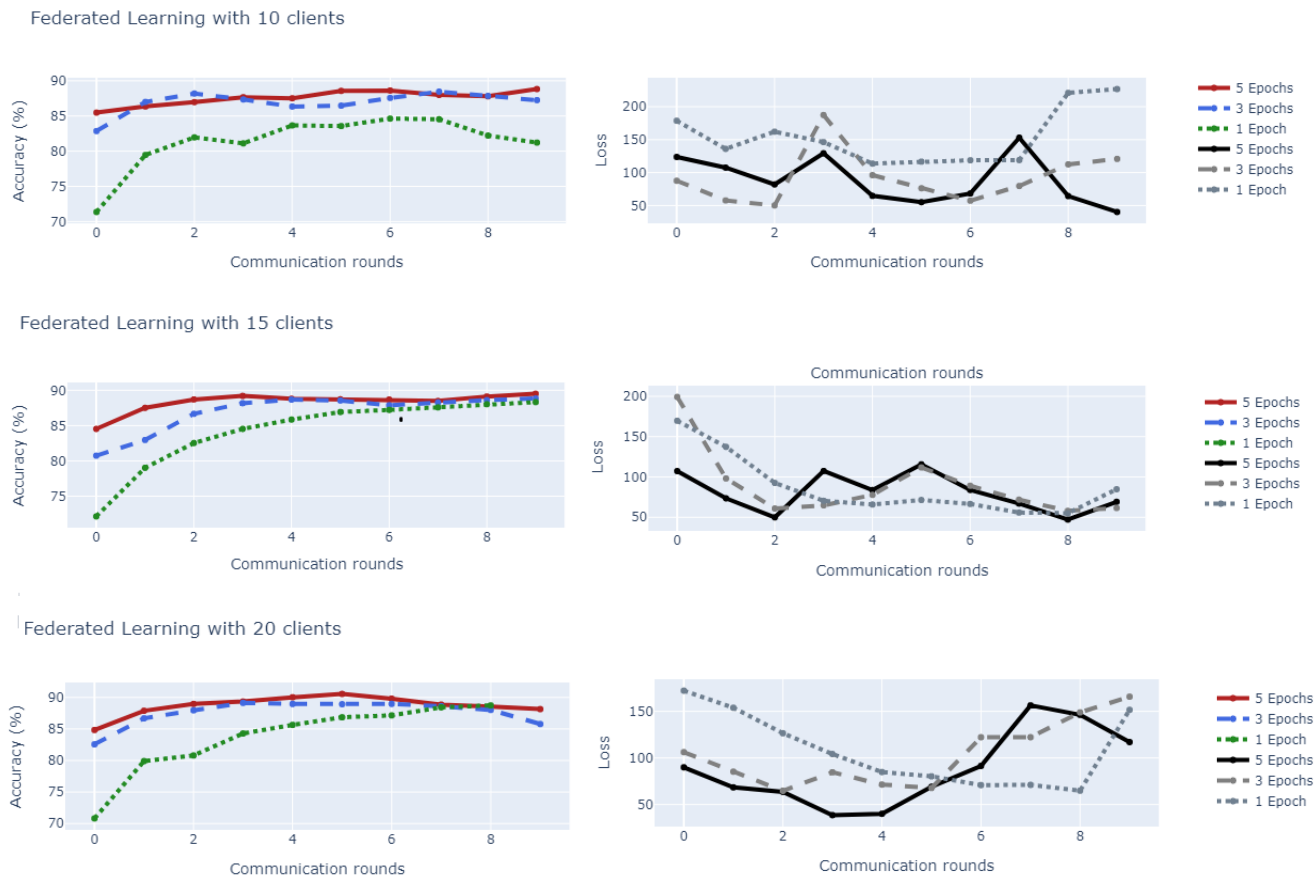 Federated Learning with 10 clients
90
85
80
75
70
Accuracy (%)
0 2 4 6 8
Communication rounds
200
150
100
50
Loss
0 2 4 6 8
Communication rounds
5 Epochs
3 Epochs
1 Epoch
5 Epochs
3 Epochs
1 Epoch
Federated Learning with 15 clients
90
85
80
75
Accuracy (%)
0 2 4 6 8
Communication rounds
Communication rounds
200
150
100
50
Loss
0 2 4 6 8
Communication rounds
5 Epochs
3 Epochs
1 Epoch
5 Epochs
3 Epochs
1 Epoch
Federated Learning with 20 clients
90
85
80
75
70
Accuracy (%)
0 2 4 6 8
Communication rounds
150
100
50
Loss
0 2 4 6 8
Communication rounds
5 Epochs
3 Epochs
1 Epoch
5 Epochs
3 Epochs
1 Epoch